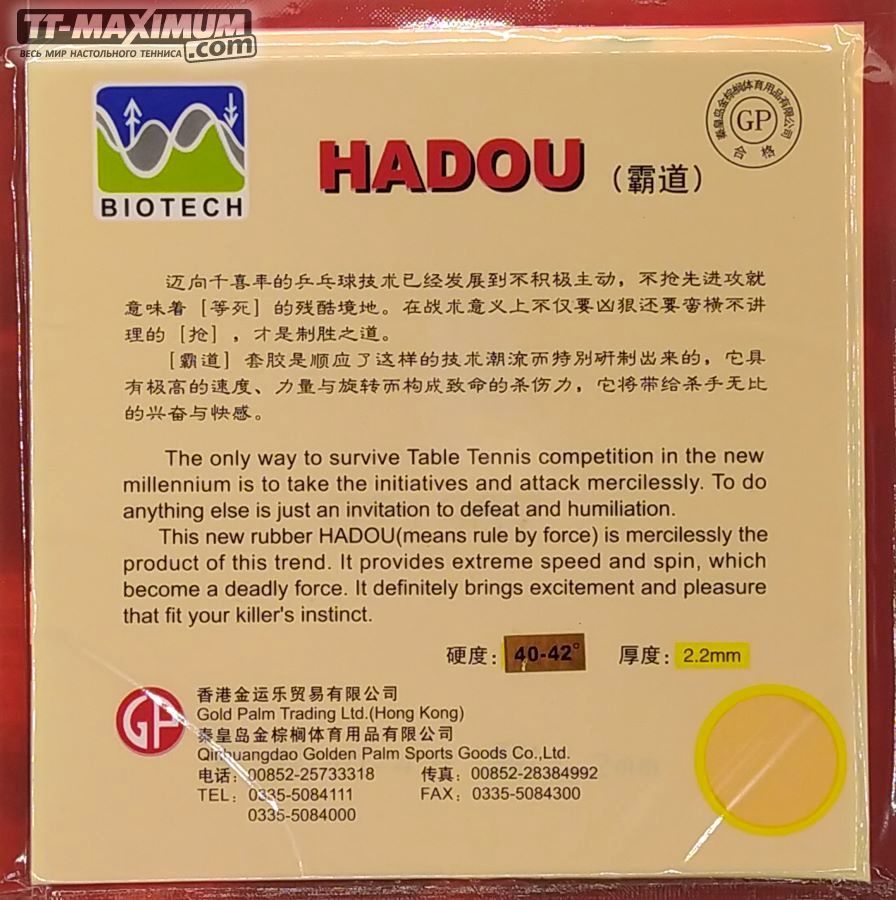 TT-MAXIMUM
ВЕСЬ МИР НАСТОЛЬНОГО ТЕННИСА .com
BIOTECH
HADOU (霸道)
秦皇岛金棕榈体育用品有限公司
GP
合格
迈向千喜年的乒乓球技术已经发展到不积极主动，不抢先进攻就
意味着[等死]的残酷境地。在战术意义上不仅要凶狠还要蛮横不讲
理的[抢]，才是制胜之道。
[霸道]套胶是顺应了这样的技术潮流而特别研制出来的，它具
有极高的速度、力量与旋转而构成致命的杀伤力，它将带给杀手无比
的兴奋与快感。
The only way to survive Table Tennis competition in the new
millennium is to take the initiatives and attack mercilessly. To do
anything else is just an invitation to defeat and humiliation.
This new rubber HADOU(means rule by force) is mercilessly the
product of this trend. It provides extreme speed and spin, which
become a deadly force. It definitely brings excitement and pleasure
that fit your killer's instinct.
硬度：40-42° 厚度：2.2mm
GP
香港金运乐贸易有限公司
Gold Palm Trading Ltd.(Hong Kong)
秦皇岛金棕榈体育用品有限公司
Qinhuangdao Golden Palm Sports Goods Co.,Ltd.
电话：00852-25733318 传真：00852-28384992
TEL：0335-5084111 FAX：0335-5084300
0335-5084000